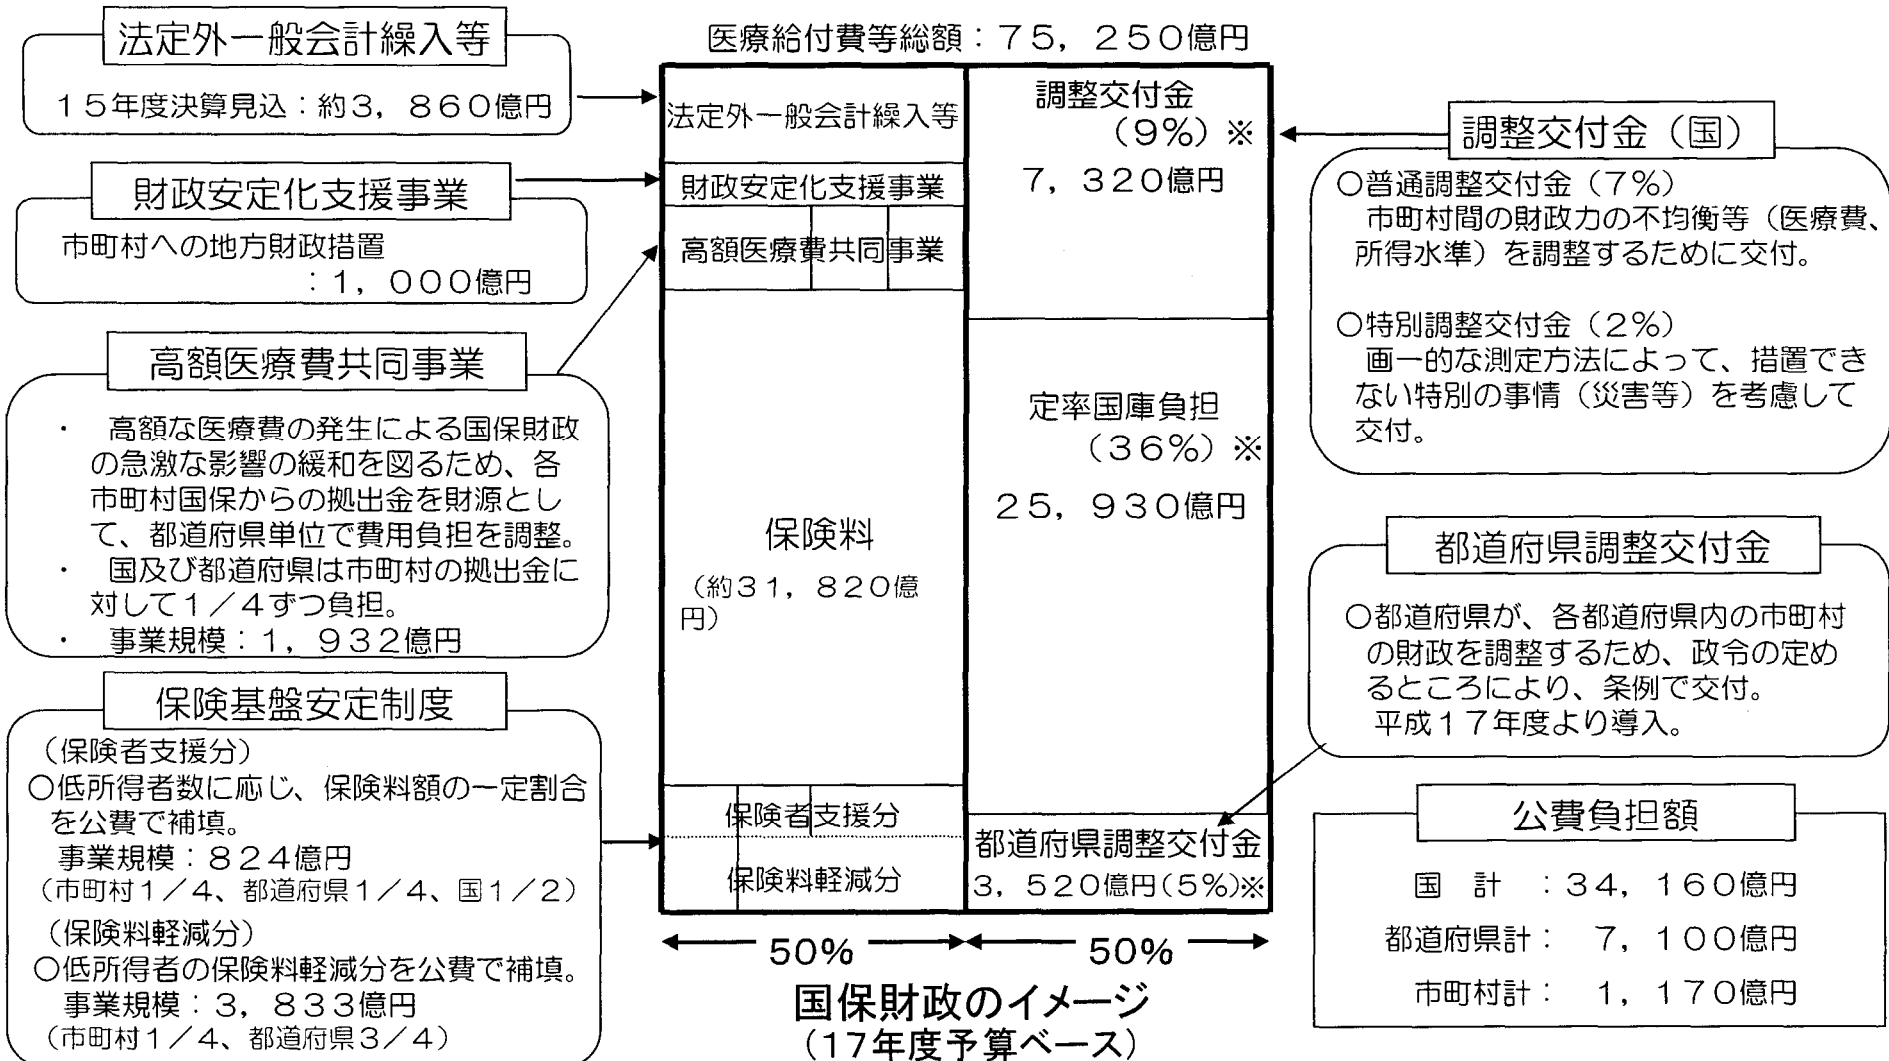 法定外一般会計繰入等
１５年度決算見込：約３，８６０億円
財政安定化支援事業
市町村への地方財政措置
：１，０００億円
高額医療費共同事業
・　高額な医療費の発生による国保財政
の急激な影響の緩和を図るため、各
市町村国保からの拠出金を財源とし
て、都道府県単位で費用負担を調整。
・　国及び都道府県は市町村の拠出金に
対して１／４ずつ負担。
・　事業規模：１，９３２億円
保険基盤安定制度
（保険者支援分）
○低所得者数に応じ、保険料額の一定割合
を公費で補填。
事業規模：８２４億円
（市町村１／４、都道府県１／４、国１／２）
（保険料軽減分）
○低所得者の保険料軽減分を公費で補填。
事業規模：３，８３３億円
（市町村１／４、都道府県３／４）
医療給付費等総額：７５，２５０億円
法定外一般会計繰入等
財政安定化支援事業
高額医療費共同事業
保険料
（約３１，８２０億
円）
保険者支援分
保険料軽減分
調整交付金
（９％）※
７，３２０億円
定率国庫負担
（３６％）※
２５，９３０億円
都道府県調整交付金
３，５２０億円（５％）※
50%
50%
国保財政のイメージ
（17年度予算ベース）
調整交付金（国）
○普通調整交付金（７％）
市町村間の財政力の不均衡等（医療費、
所得水準）を調整するために交付。
○特別調整交付金（２％）
画一的な測定方法によって、措置でき
ない特別の事情（災害等）を考慮して
交付。
都道府県調整交付金
○都道府県が、各都道府県内の市町村
の財政を調整するため、政令の定め
るところにより、条例で交付。
平成１７年度より導入。
公費負担額
国　計　：３４，１６０億円
都道府県計：　７，１００億円
市町村計：　１，１７０億円